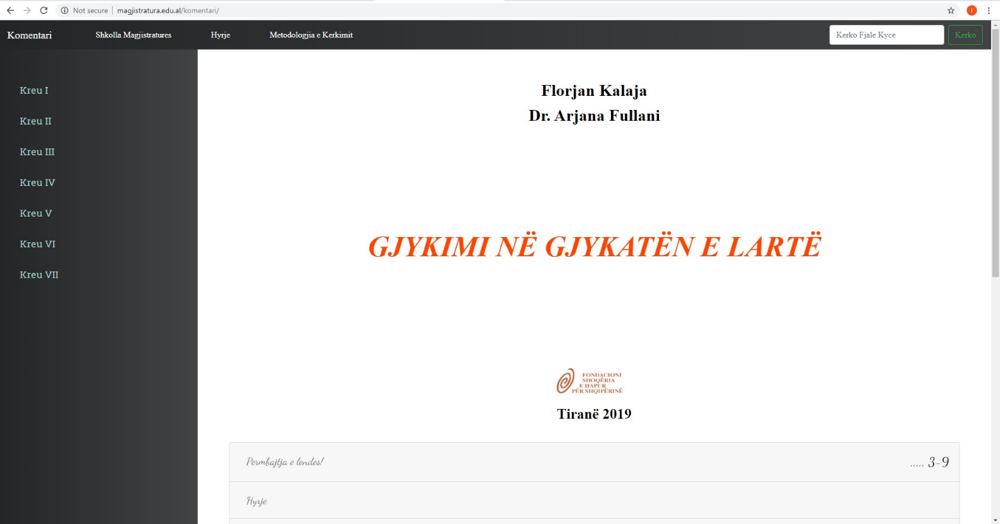 Not secure | magjistratura.edu.al/komentari/
Komentari
Shkolla Magjistratures
Hyrje
Metodologjia e Kerkimit
Kerko Fjale Kyce
Kerko
Kreu I
Kreu II
Kreu III
Kreu IV
Kreu V
Kreu VI
Kreu VII
Florjan Kalaja
Dr. Arjana Fullani
GJYKIMI NË GJYKATËN E LARTË
FONDACIONI
SHOQËRIA
E HAPUR
PËR SHQIPËRINË
Tiranë 2019
Permbajtja e lendes! ..... 3-9
Hyrje